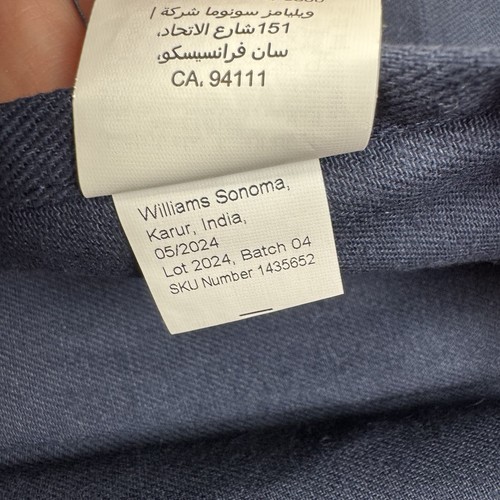 ويليامز سونوما شركة /
151 شارع الاتحاد،
سان فرانسيسكو،
CA، 94111
Williams Sonoma,
Karur, India,
05/2024
Lot 2024, Batch 04
SKU Number 1435652